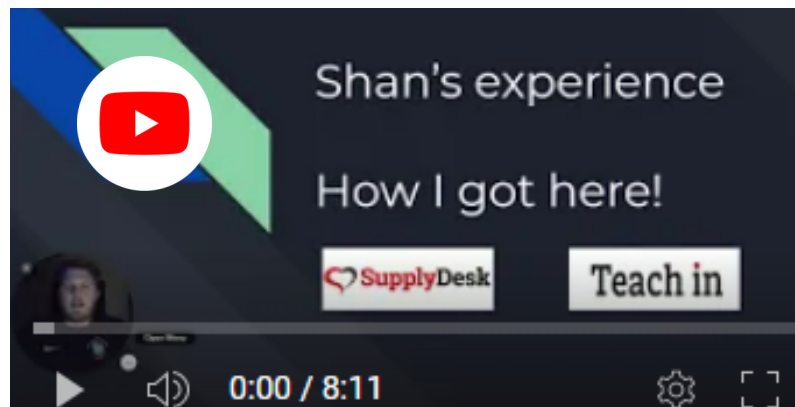 Shan's experience
How I got here!
SupplyDesk
Teach in
0:00 / 8:11